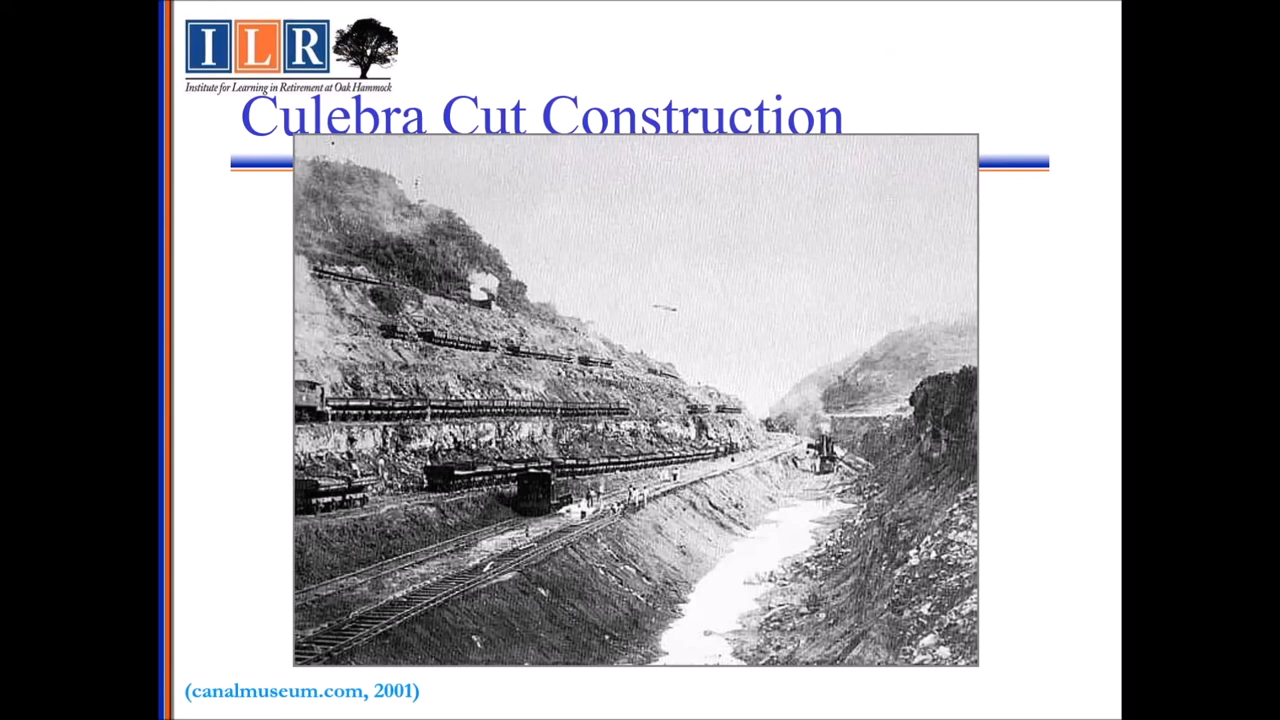 ILR
Institute for Learning in Retirement at Oak Hammock
Culebra Cut Construction
(canalmuseum.com, 2001)